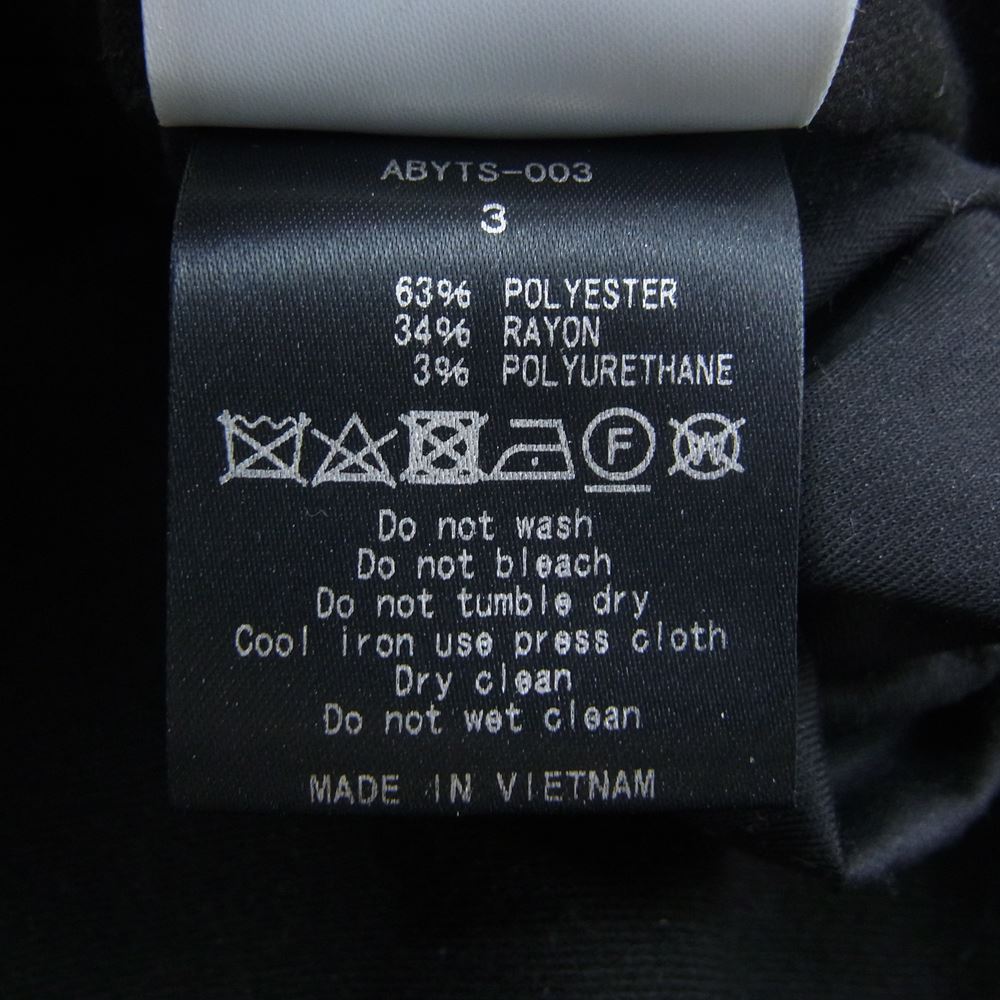 ABYTS-003
3
63% POLYESTER
34% RAYON
3% POLYURETHANE
F W
Do not wash
Do not bleach
Do not tumble dry
Cool iron use press cloth
Dry clean
Do not wet clean
MADE IN VIETNAM